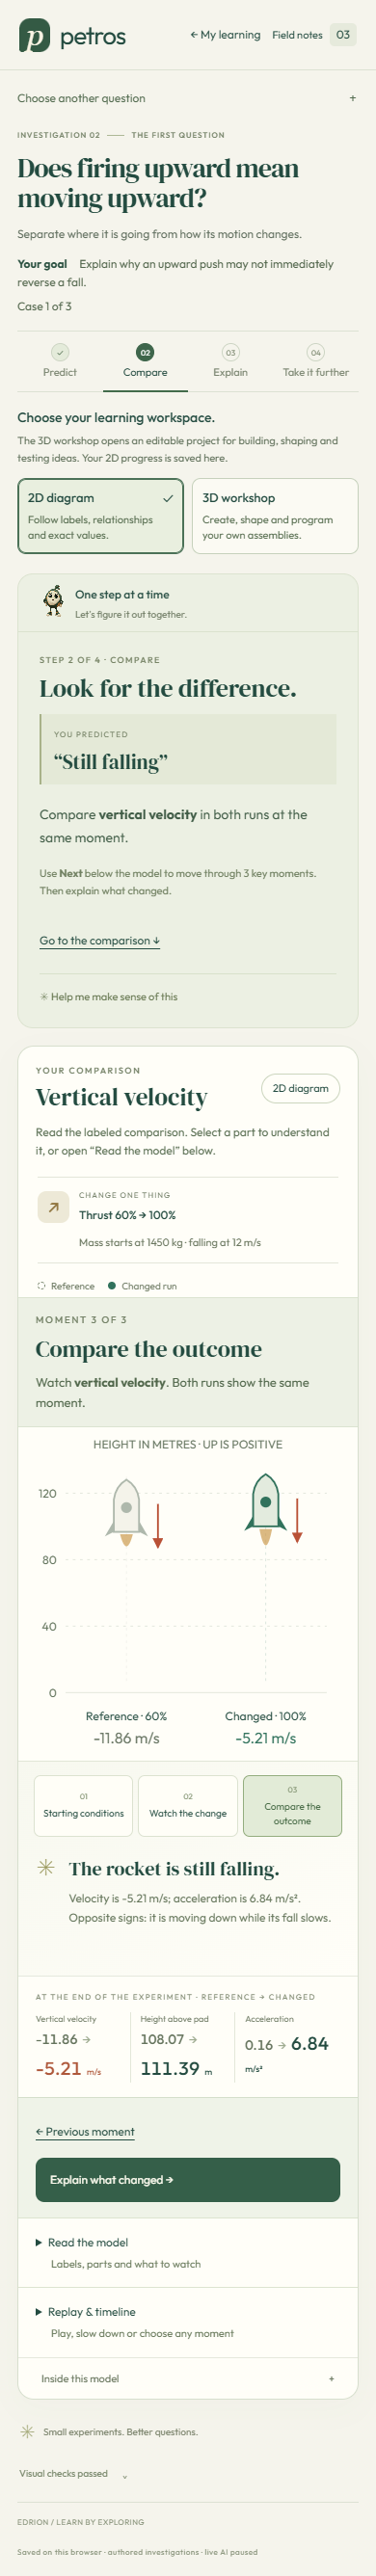 p petros ← My learning Field notes 03
Choose another question +
INVESTIGATION 02 — THE FIRST QUESTION
Does firing upward mean
moving upward?
Separate where it is going from how its motion changes.
Your goal Explain why an upward push may not immediately
reverse a fall.
Case 1 of 3
✓ 02 03 04
Predict Compare Explain Take it further
Choose your learning workspace.
The 3D workshop opens an editable project for building, shaping and
testing ideas. Your 2D progress is saved here.
2D diagram ✓
Follow labels, relationships
and exact values.
3D workshop
Create, shape and program
your own assemblies.
One step at a time
Let's figure it out together.
STEP 2 OF 4 · COMPARE
Look for the difference.
YOU PREDICTED
“Still falling”
Compare vertical velocity in both runs at the
same moment.
Use Next below the model to move through 3 key moments.
Then explain what changed.
Go to the comparison ↓
✳ Help me make sense of this
YOUR COMPARISON
Vertical velocity
2D diagram
Read the labeled comparison. Select a part to understand
it, or open “Read the model” below.
CHANGE ONE THING
Thrust 60% → 100%
Mass starts at 1450 kg · falling at 12 m/s
Reference Changed run
MOMENT 3 OF 3
Compare the outcome
Watch vertical velocity. Both runs show the same
moment.
HEIGHT IN METRES · UP IS POSITIVE
120
80
40
0
Reference · 60% Changed · 100%
-11.86 m/s -5.21 m/s
01
Starting conditions
02
Watch the change
03
Compare the
outcome
The rocket is still falling.
Velocity is -5.21 m/s; acceleration is 6.84 m/s².
Opposite signs: it is moving down while its fall slows.
AT THE END OF THE EXPERIMENT · REFERENCE → CHANGED
Vertical velocity
-11.86 →
-5.21 m/s
Height above pad
108.07 →
111.39 m
Acceleration
0.16 → 6.84
m/s²
← Previous moment
Explain what changed →
▶ Read the model
Labels, parts and what to watch
▶ Replay & timeline
Play, slow down or choose any moment
Inside this model +
Small experiments. Better questions.
Visual checks passed
EDRION / LEARN BY EXPLORING
Saved on this browser · authored investigations · live AI paused